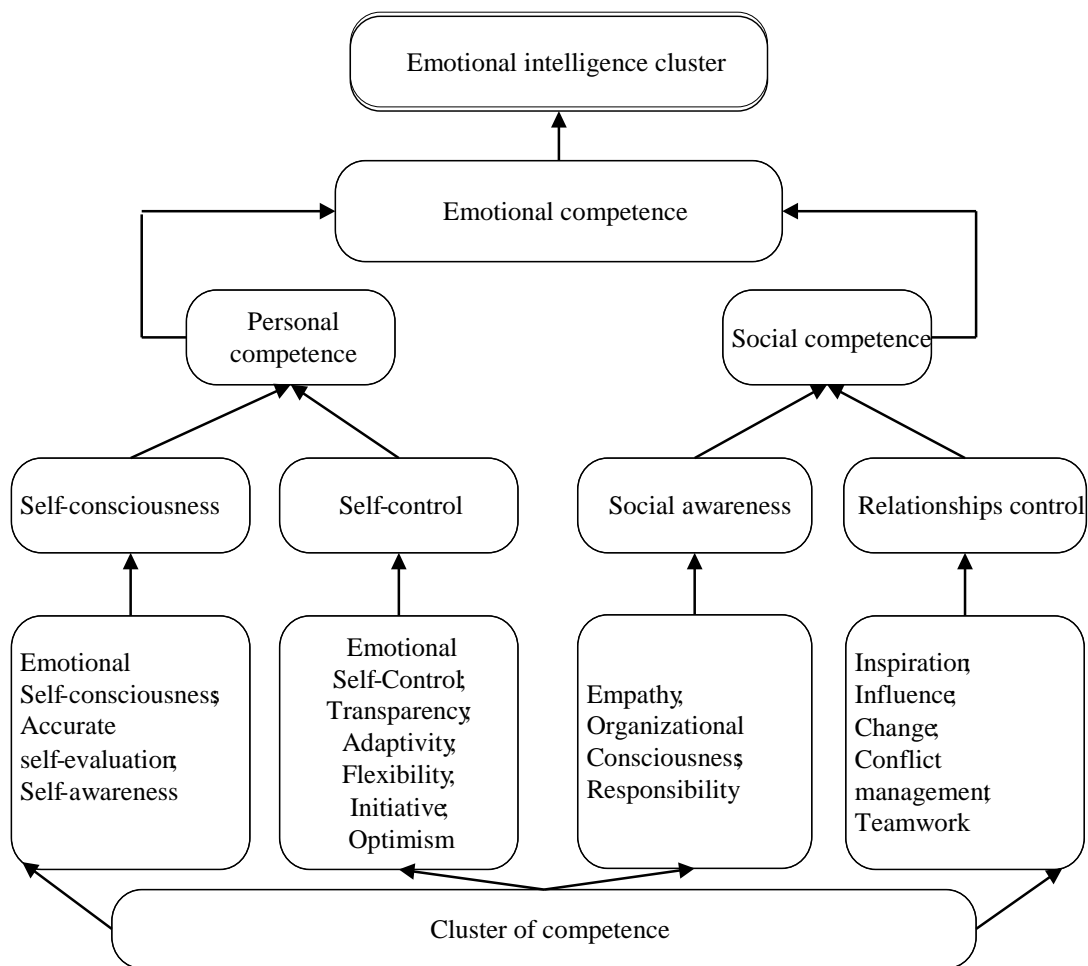 Emotional intelligence cluster
Emotional competence
Personal
competence
Social competence
Self-consciousness
Self-control
Social awareness
Relationships control
Emotional
Self-consciousness;
Accurate
self-evaluation;
Self-awareness
Emotional
Self-Control;
Transparency;
Adaptivity;
Flexibility;
Initiative;
Optimism
Empathy;
Organizational
Consciousness;
Responsibility
Inspiration;
Influence;
Change;
Conflict
management;
Teamwork
Cluster of competence